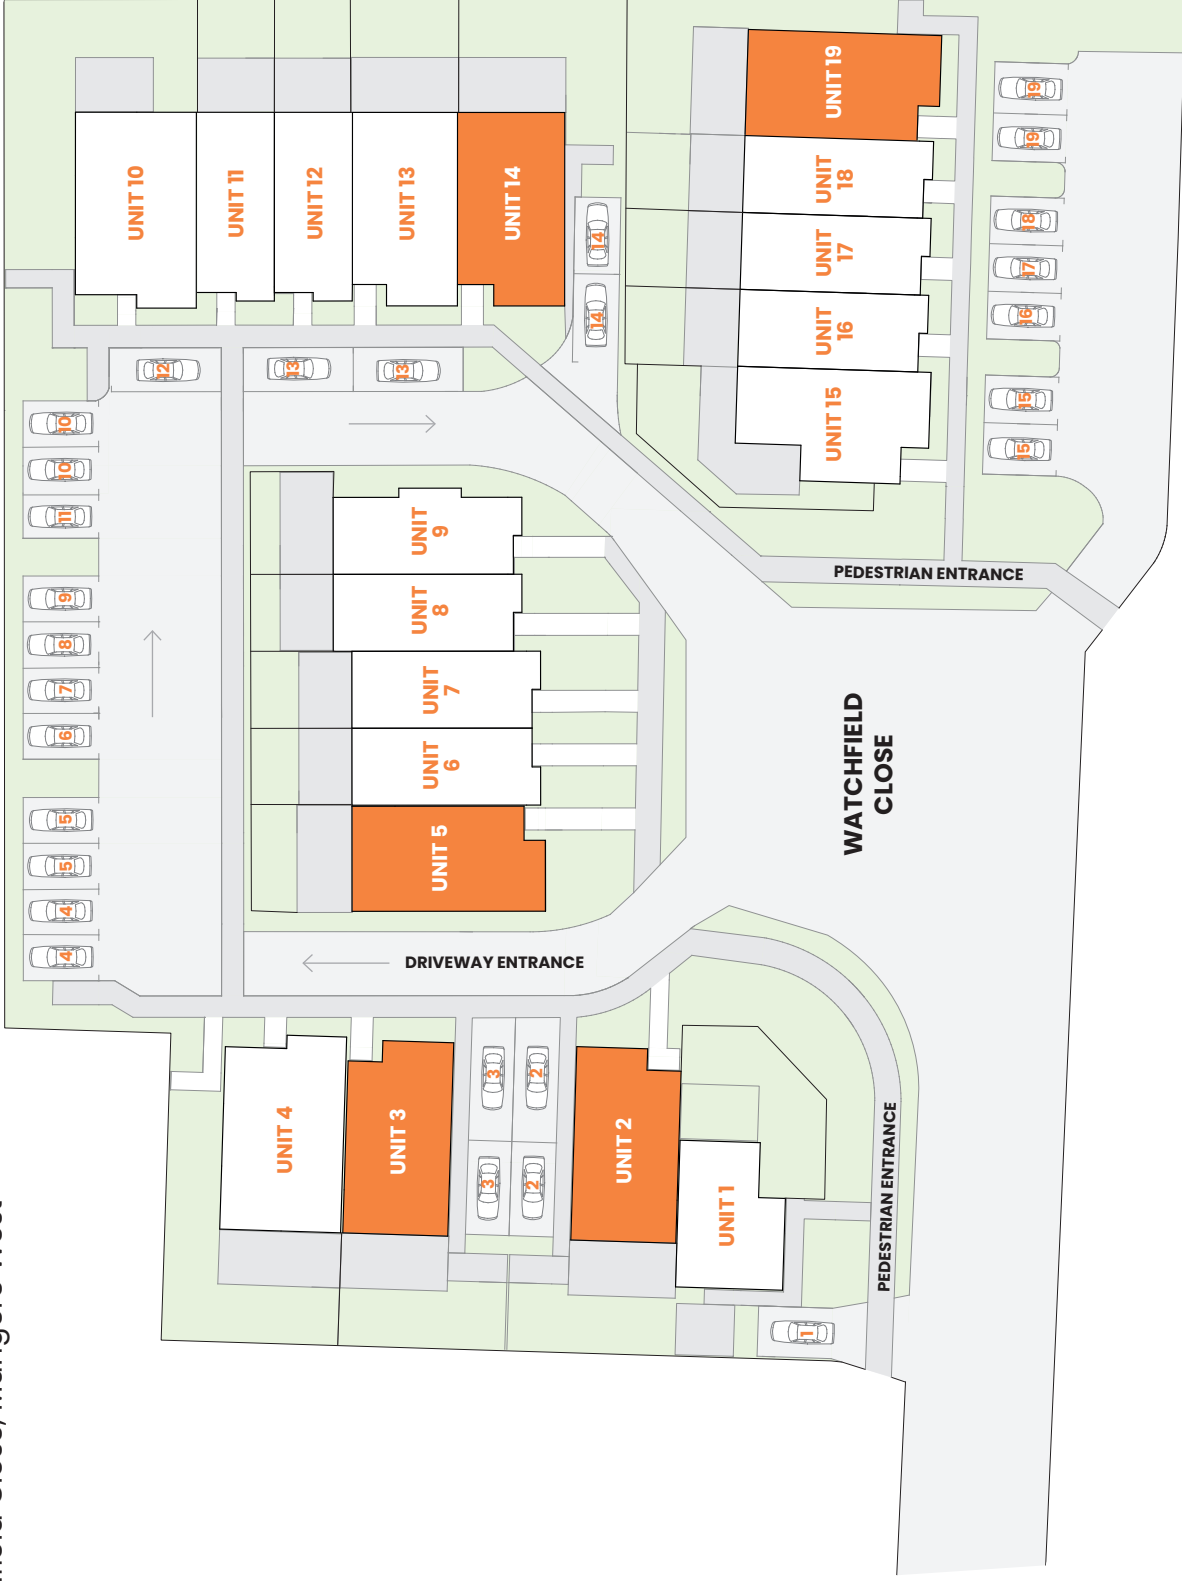 UNIT 10
UNIT 11
UNIT 12
UNIT 13
UNIT 14
UNIT 19
UNIT
18
UNIT
17
UNIT
16
UNIT 15
19
19
18
17
16
15
15
14
14
12
13
13
10
10
11
9
8
7
6
5
5
4
4
UNIT
9
UNIT
8
UNIT
7
UNIT
6
UNIT 5
PEDESTRIAN ENTRANCE
WATCHFIELD
CLOSE
DRIVEWAY ENTRANCE
UNIT 4
UNIT 3
3
2
3
2
UNIT 2
UNIT 1
PEDESTRIAN ENTRANCE
1